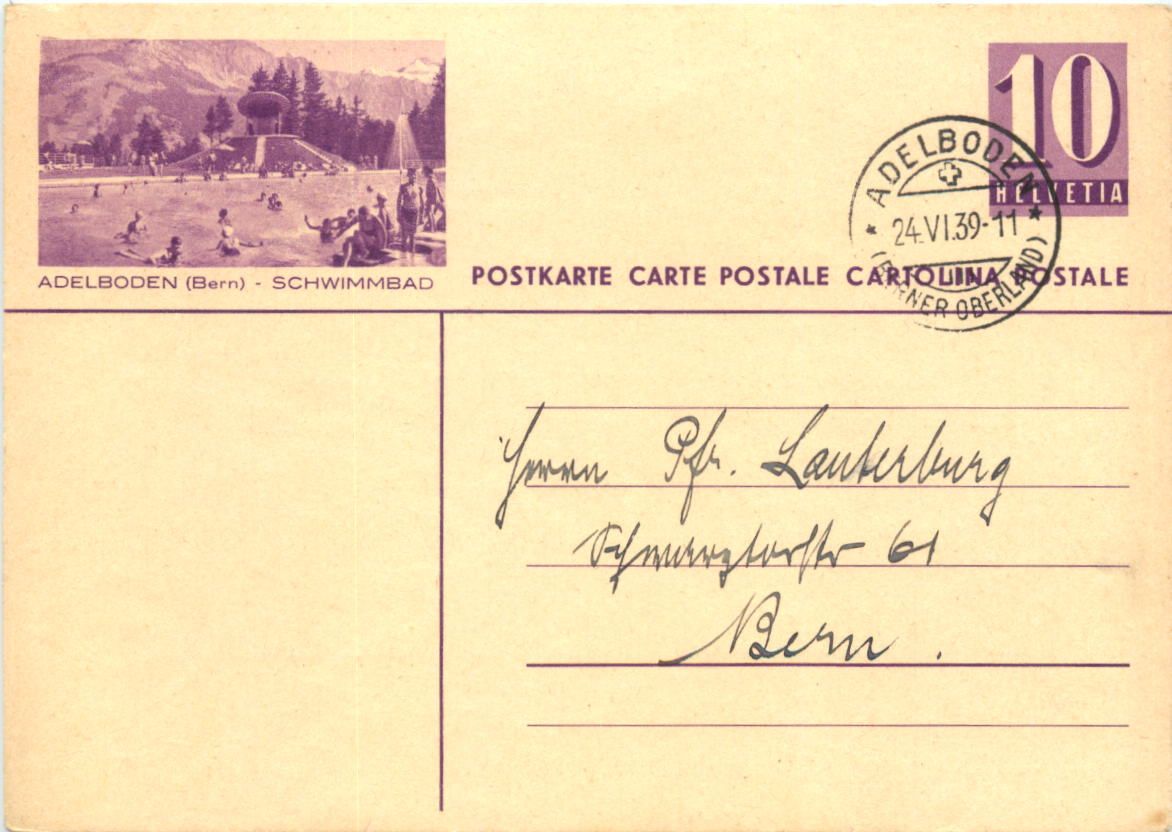 10
HELVETIA
ADELBODEN
24.VI.39-11
(BERNER OBERLAND)
ADELBODEN (Bern) - SCHWIMMBAD
POSTKARTE CARTE POSTALE CARTOLINA POSTALE
Herrn Pfr. Lauterburg
Schwarztorstr 61
Bern.